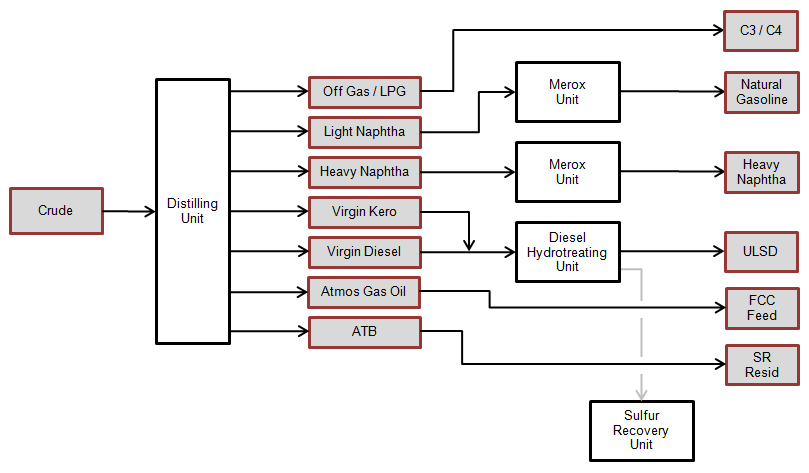 C3 / C4
Off Gas / LPG
Merox
Unit
Natural
Gasoline
Light Naphtha
Heavy Naphtha
Merox
Unit
Heavy
Naphtha
Crude
Distilling
Unit
Virgin Kero
Virgin Diesel
Diesel
Hydrotreating
Unit
ULSD
Atmos Gas Oil
FCC
Feed
ATB
SR
Resid
Sulfur
Recovery
Unit